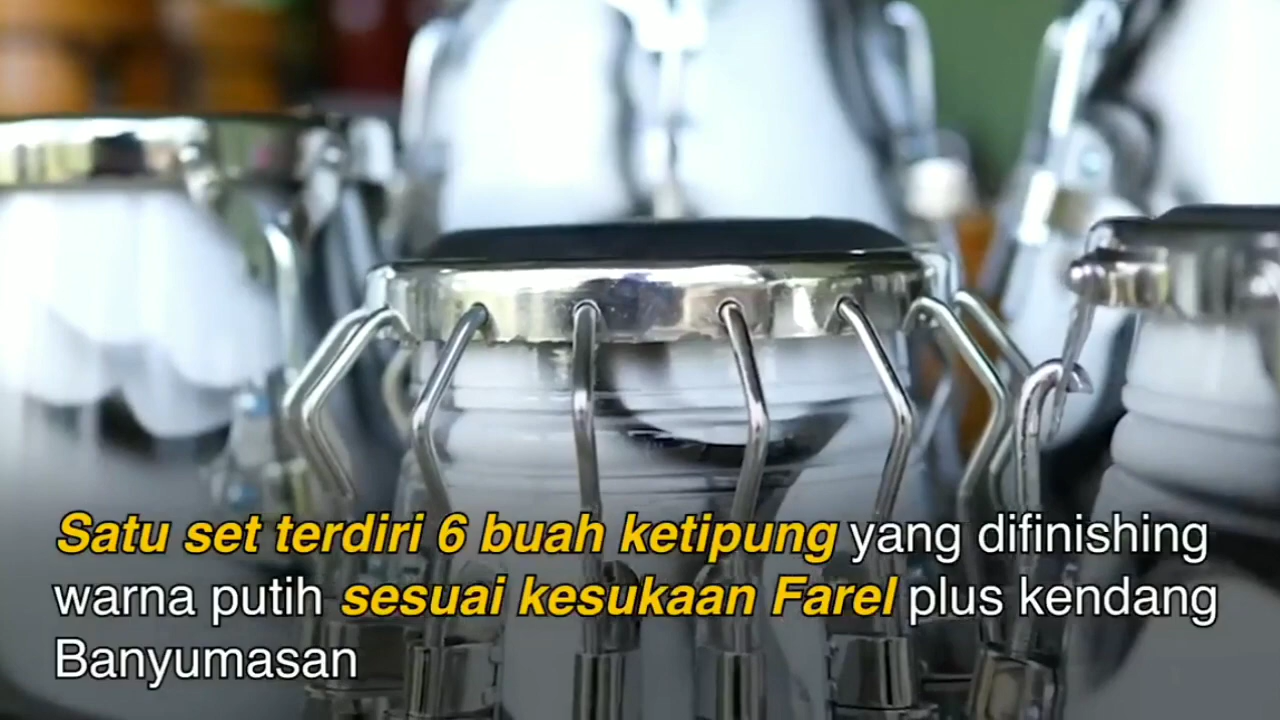 Satu set terdiri 6 buah ketipung yang difinishing
warna putih sesuai kesukaan Farel plus kendang
Banyumasan